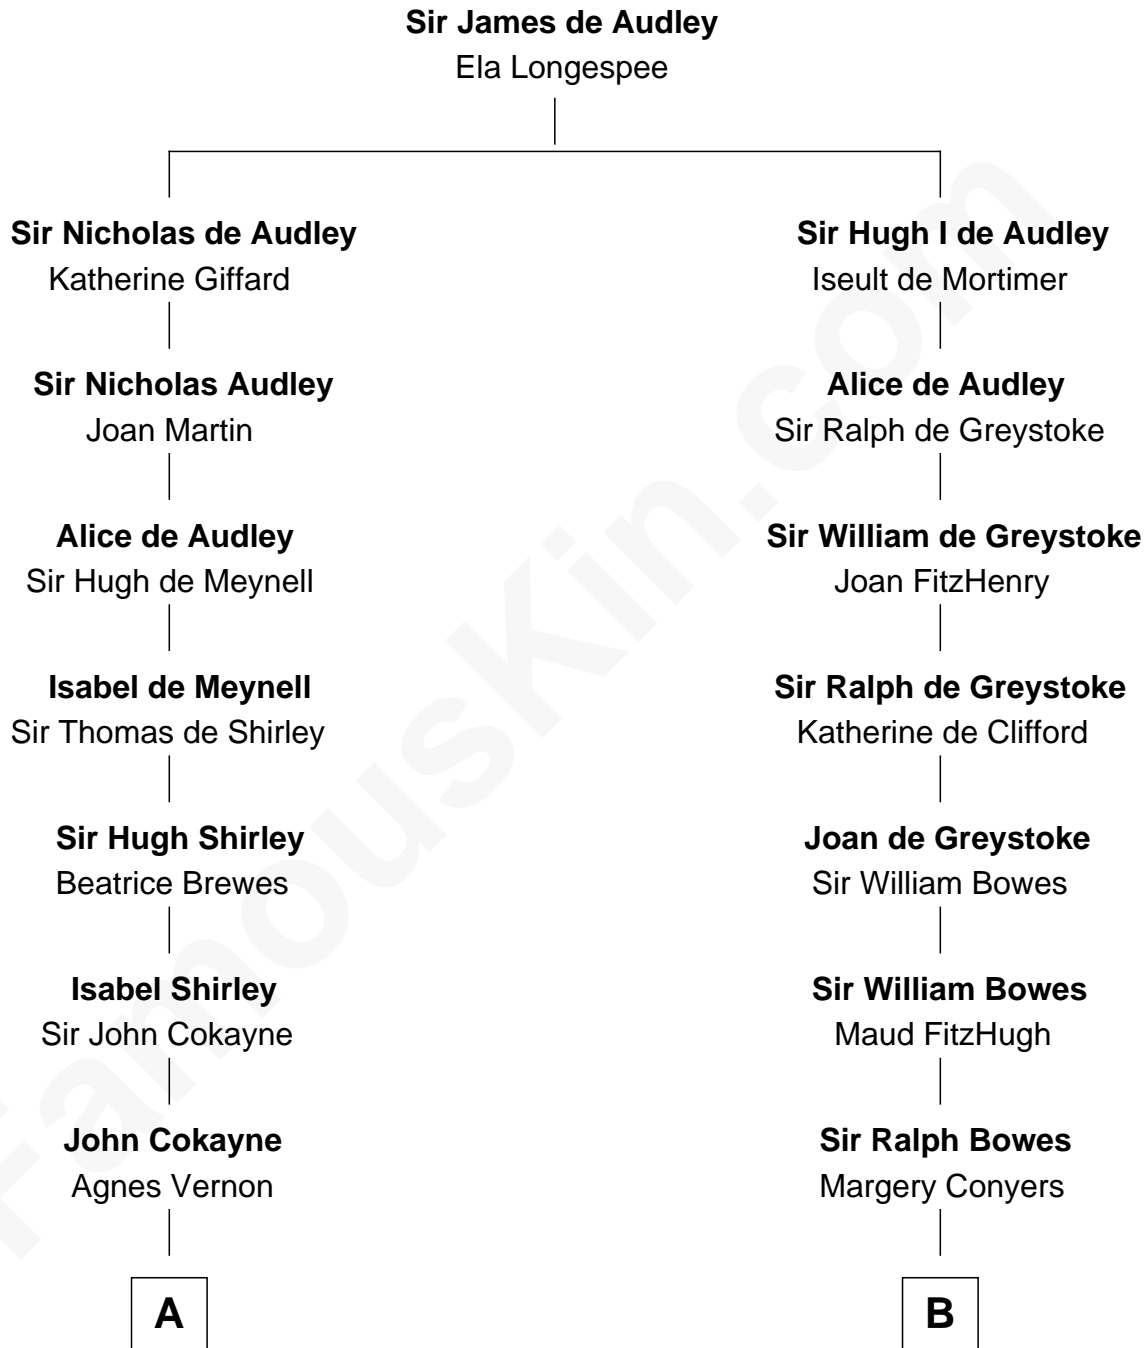 Sir James de Audley
Ela Longespee
Sir Nicholas de Audley
Katherine Giffard
Sir Hugh I de Audley
Iseult de Mortimer
Sir Nicholas Audley
Joan Martin
Alice de Audley
Sir Ralph de Greystoke
Alice de Audley
Sir Hugh de Meynell
Sir William de Greystoke
Joan FitzHenry
Isabel de Meynell
Sir Thomas de Shirley
Sir Ralph de Greystoke
Katherine de Clifford
Sir Hugh Shirley
Beatrice Brewes
Joan de Greystoke
Sir William Bowes
Isabel Shirley
Sir John Cokayne
Sir William Bowes
Maud FitzHugh
John Cokayne
Agnes Vernon
Sir Ralph Bowes
Margery Conyers
A
B
FamousKin.com